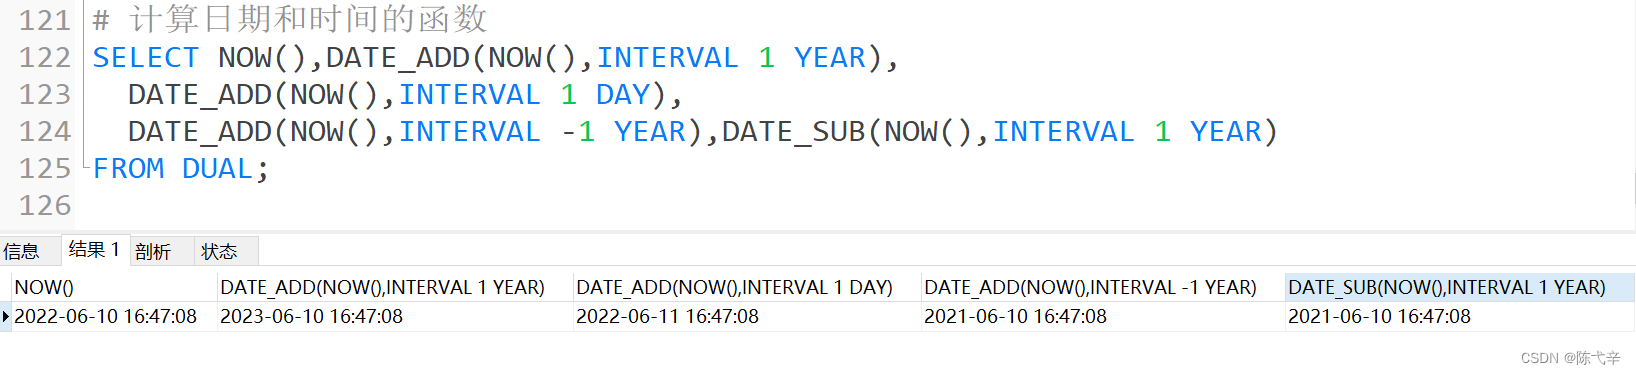 121 # 计算日期和时间的函数
122 SELECT NOW(),DATE_ADD(NOW(),INTERVAL 1 YEAR),
123 DATE_ADD(NOW(),INTERVAL 1 DAY),
124 DATE_ADD(NOW(),INTERVAL -1 YEAR),DATE_SUB(NOW(),INTERVAL 1 YEAR)
125 FROM DUAL;
126
信息 结果 1 剖析 状态
NOW() DATE_ADD(NOW(),INTERVAL 1 YEAR) DATE_ADD(NOW(),INTERVAL 1 DAY) DATE_ADD(NOW(),INTERVAL -1 YEAR) DATE_SUB(NOW(),INTERVAL 1 YEAR)
2022-06-10 16:47:08 2023-06-10 16:47:08 2022-06-11 16:47:08 2021-06-10 16:47:08 2021-06-10 16:47:08
CSDN @陈弋辛